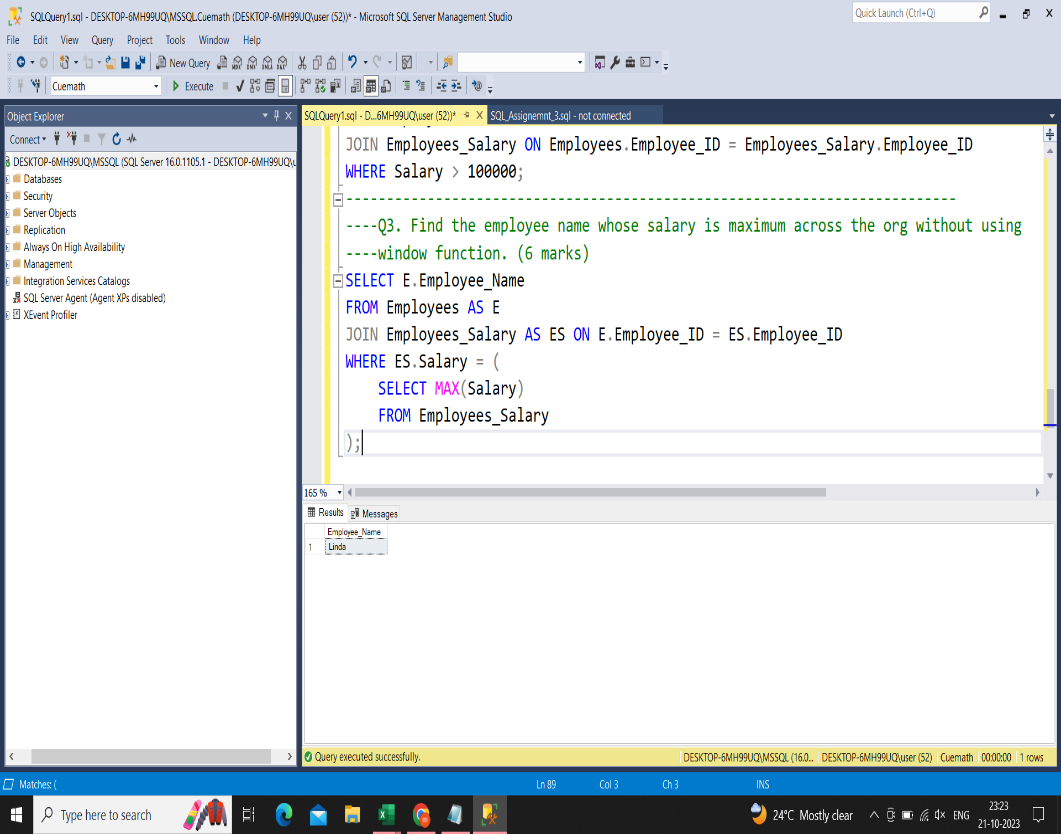 SQLQuery1.sql - DESKTOP-6MH99UQ\MSSQL.Cuemath (DESKTOP-6MH99UQ\user (52))* - Microsoft SQL Server Management Studio
Quick Launch (Ctrl+Q)
File Edit View Query Project Tools Window Help
New Query
Cuemath
Execute
Object Explorer
Connect
DESKTOP-6MH99UQ\MSSQL (SQL Server 16.0.1105.1 - DESKTOP-6MH99UQ\u
Databases
Security
Server Objects
Replication
Always On High Availability
Management
Integration Services Catalogs
SQL Server Agent (Agent XPs disabled)
XEvent Profiler
SQLQuery1.sql - D...6MH99UQ\user (52))* SQL_Assignemnt_3.sql - not connected
JOIN Employees_Salary ON Employees.Employee_ID = Employees_Salary.Employee_ID
WHERE Salary > 100000;
---------------------------------------------------------------------------
----Q3. Find the employee name whose salary is maximum across the org without using
----window function. (6 marks)
SELECT E.Employee_Name
FROM Employees AS E
JOIN Employees_Salary AS ES ON E.Employee_ID = ES.Employee_ID
WHERE ES.Salary = (
    SELECT MAX(Salary)
    FROM Employees_Salary
);
165 %
Results Messages
Employee_Name
1 Linda
Query executed successfully. DESKTOP-6MH99UQ\MSSQL (16.0... DESKTOP-6MH99UQ\user (52) Cuemath 00:00:00 1 rows
Matches: ( Ln 89 Col 3 Ch 3 INS
Type here to search
24°C Mostly clear ENG
23:23
21-10-2023